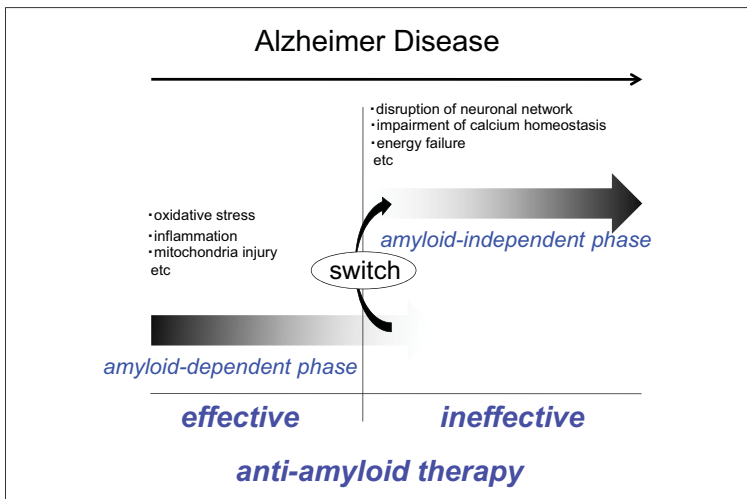 Alzheimer Disease
・disruption of neuronal network
・impairment of calcium homeostasis
・energy failure
etc
・oxidative stress
・inflammation
・mitochondria injury
etc
amyloid-independent phase
switch
amyloid-dependent phase
effective
ineffective
anti-amyloid therapy